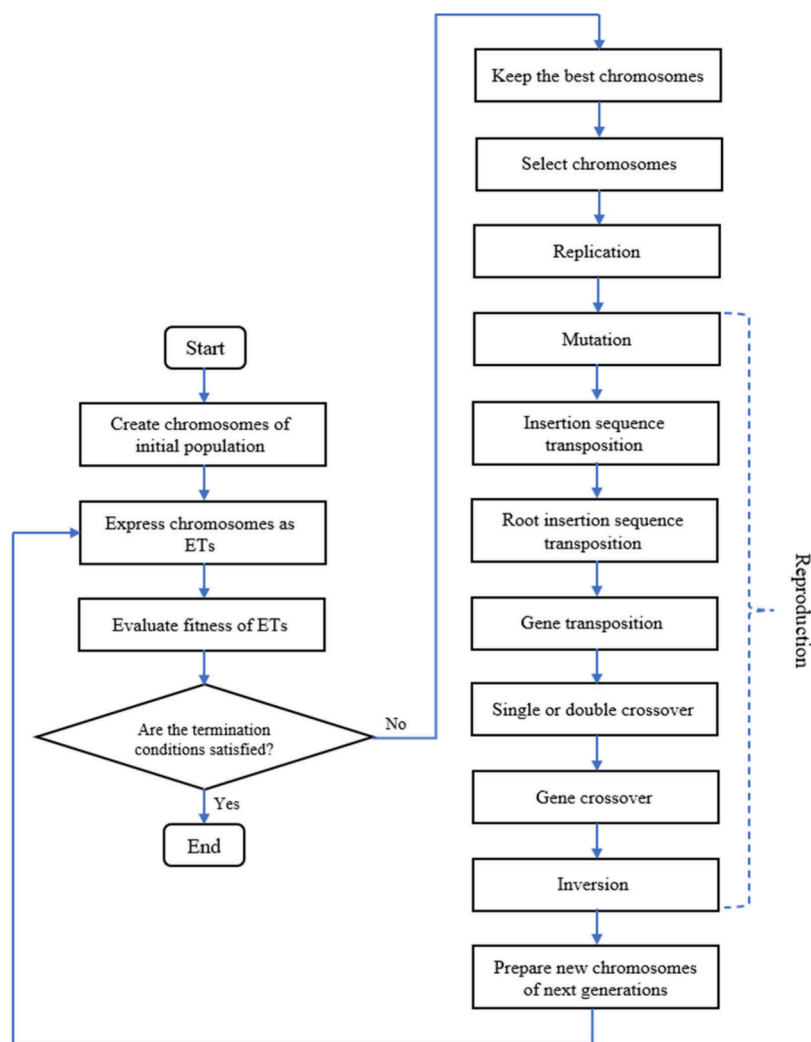 Start
Create chromosomes of
initial population
Express chromosomes as
ETs
Evaluate fitness of ETs
Are the termination
conditions satisfied?
No
Yes
End
Keep the best chromosomes
Select chromosomes
Replication
Mutation
Insertion sequence
transposition
Root insertion sequence
transposition
Gene transposition
Single or double crossover
Gene crossover
Inversion
Prepare new chromosomes
of next generations
Reproduction